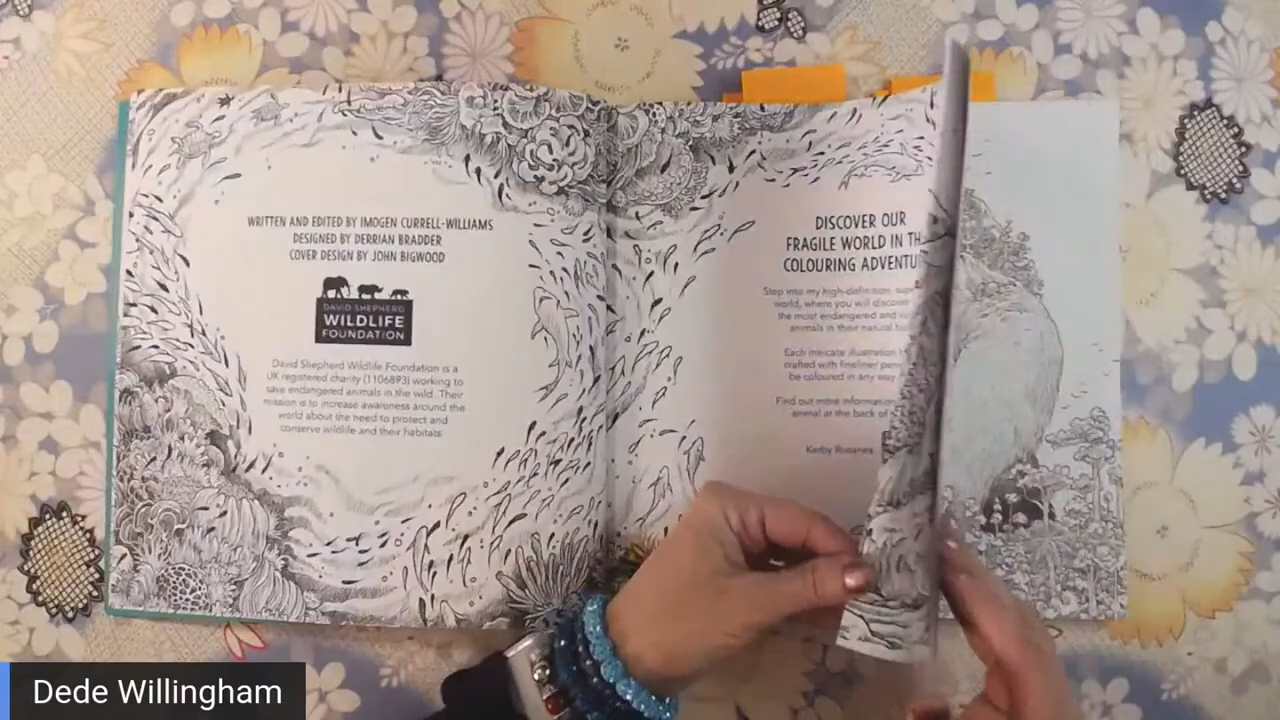 WRITTEN AND EDITED BY IMOGEN CURRELL-WILLIAMS
DESIGNED BY DERRIAN BRADDER
COVER DESIGN BY JOHN BIGWOOD
DAVID SHEPHERD
WILDLIFE
FOUNDATION
David Shepherd Wildlife Foundation is a
UK registered charity (1106893) working to
save endangered animals in the wild. Their
mission is to increase awareness around the
world about the need to protect and
conserve wildlife and their habitats.
DISCOVER OUR
FRAGILE WORLD IN
COLOURING
Step into my high-definition,
world, where you will discover
the most endangered and
animals in their natural
Each intricate illustration
crafted with fineliner
be coloured in any way
Find out more information
animal at the back of
Kerby Rosanes
Dede Willingham